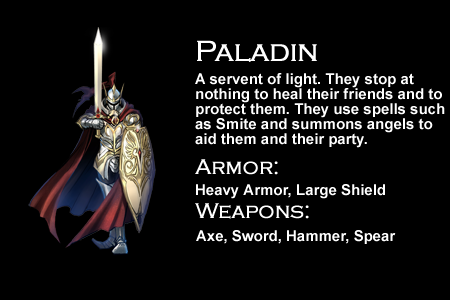 Paladin
A servent of light. They stop at
nothing to heal their friends and to
protect them. They use spells such
as Smite and summons angels to
aid them and their party.
Armor:
Heavy Armor, Large Shield
Weapons:
Axe, Sword, Hammer, Spear